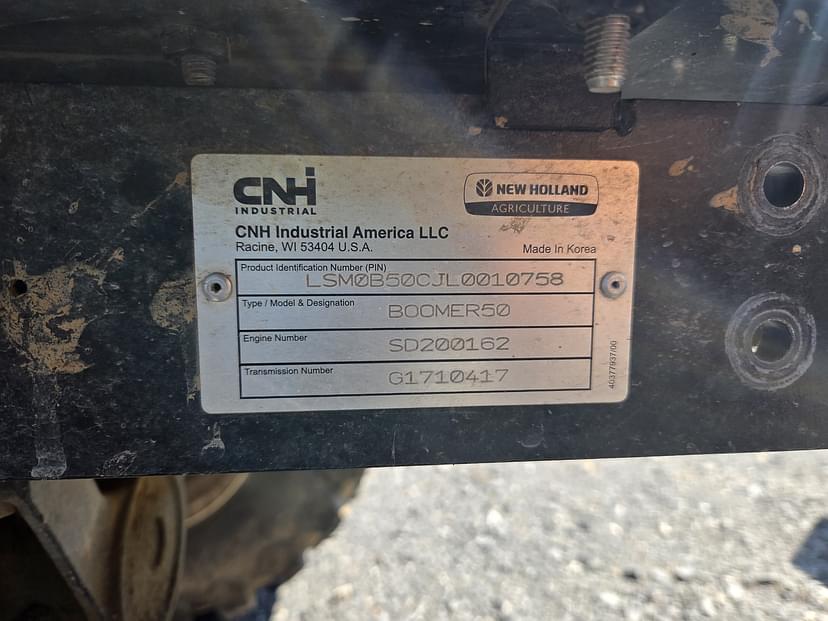 CNH
INDUSTRIAL
NEW HOLLAND
AGRICULTURE
CNH Industrial America LLC
Racine, WI 53404 U.S.A.
Made In Korea
Product Identification Number (PIN)
LSM0B50CJL0010758
Type / Model & Designation
BOOMER50
Engine Number
SD200162
Transmission Number
G1710417
40377937/00